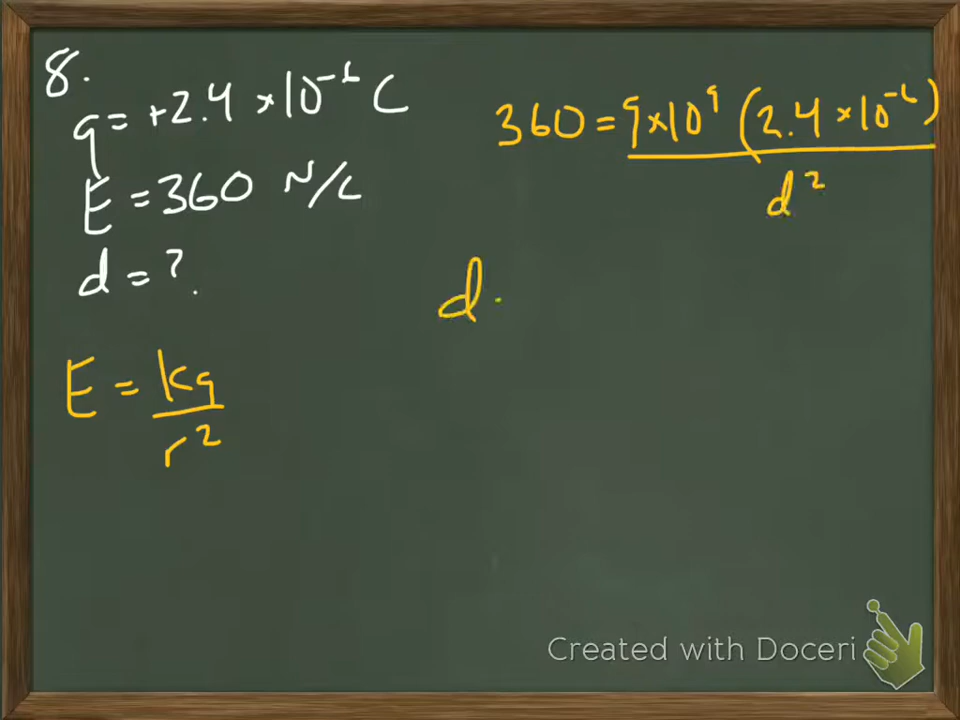 8.
q = +2.4 × 10⁻⁶ C
E = 360 N/C
d = ?
E = kq / r²
360 = 9×10⁹ (2.4 × 10⁻⁶) / d²
d
Created with Doceri